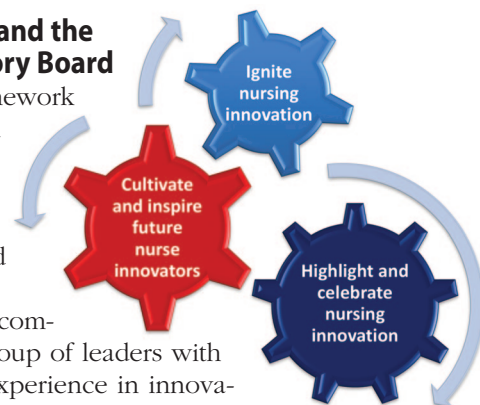 and the
ory Board
nework
d
com-
oup of leaders with
xperience in innova-
Ignite
nursing
innovation
Cultivate
and inspire
future
nurse
innovators
Highlight and
celebrate
nursing
innovation